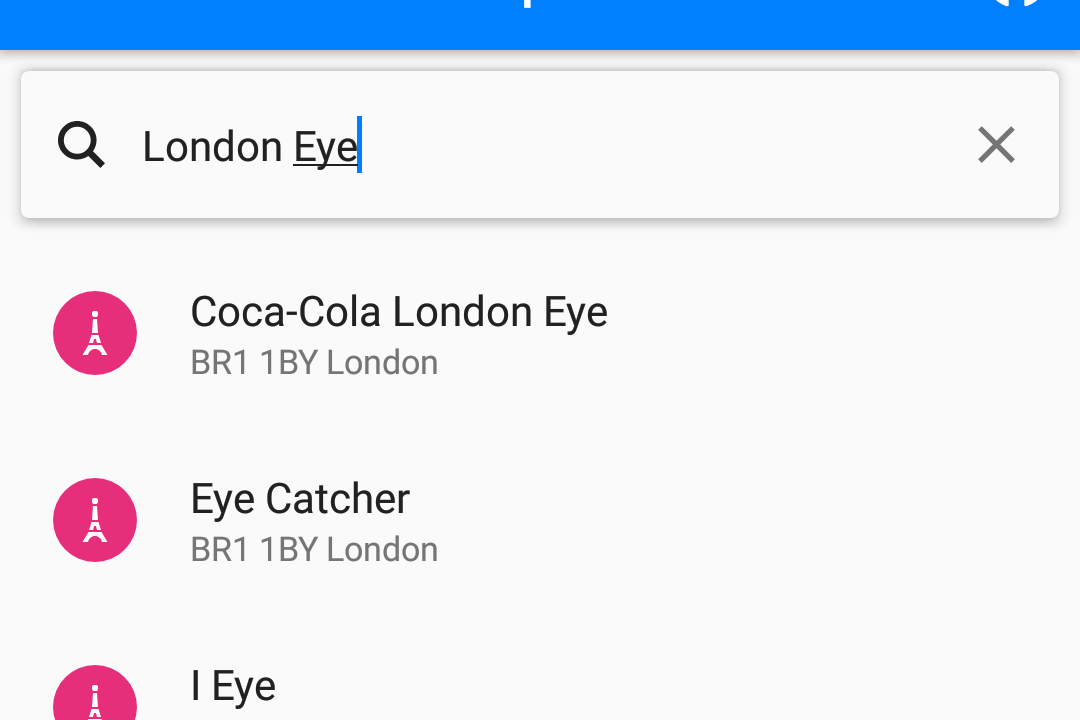 London Eye
Coca-Cola London Eye
BR1 1BY London
Eye Catcher
BR1 1BY London
I Eye